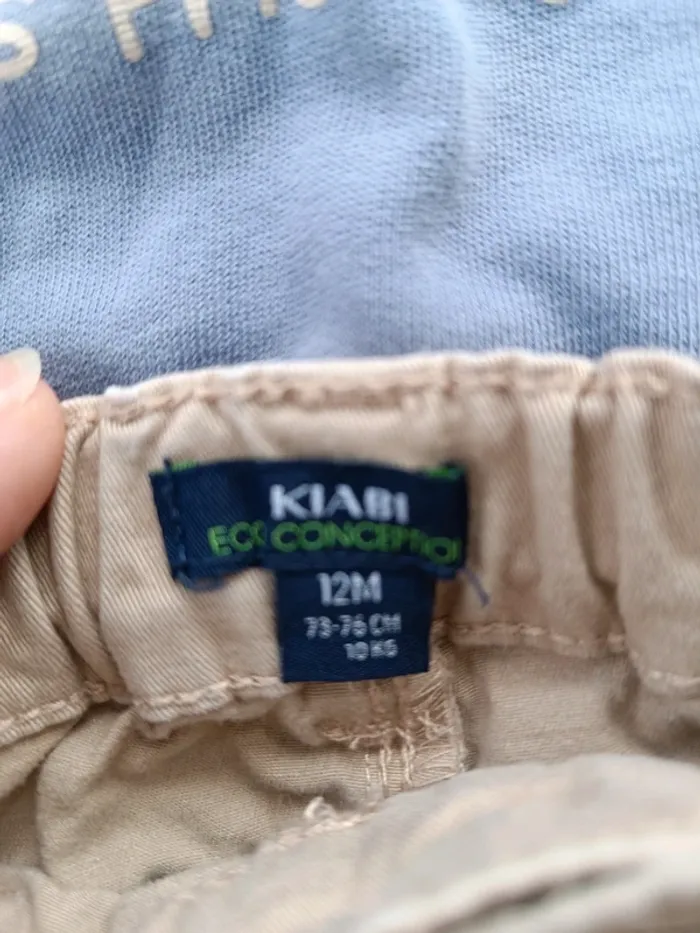 KIABI
ECO CONCEPTION
12M
73-76 CM
10 KG